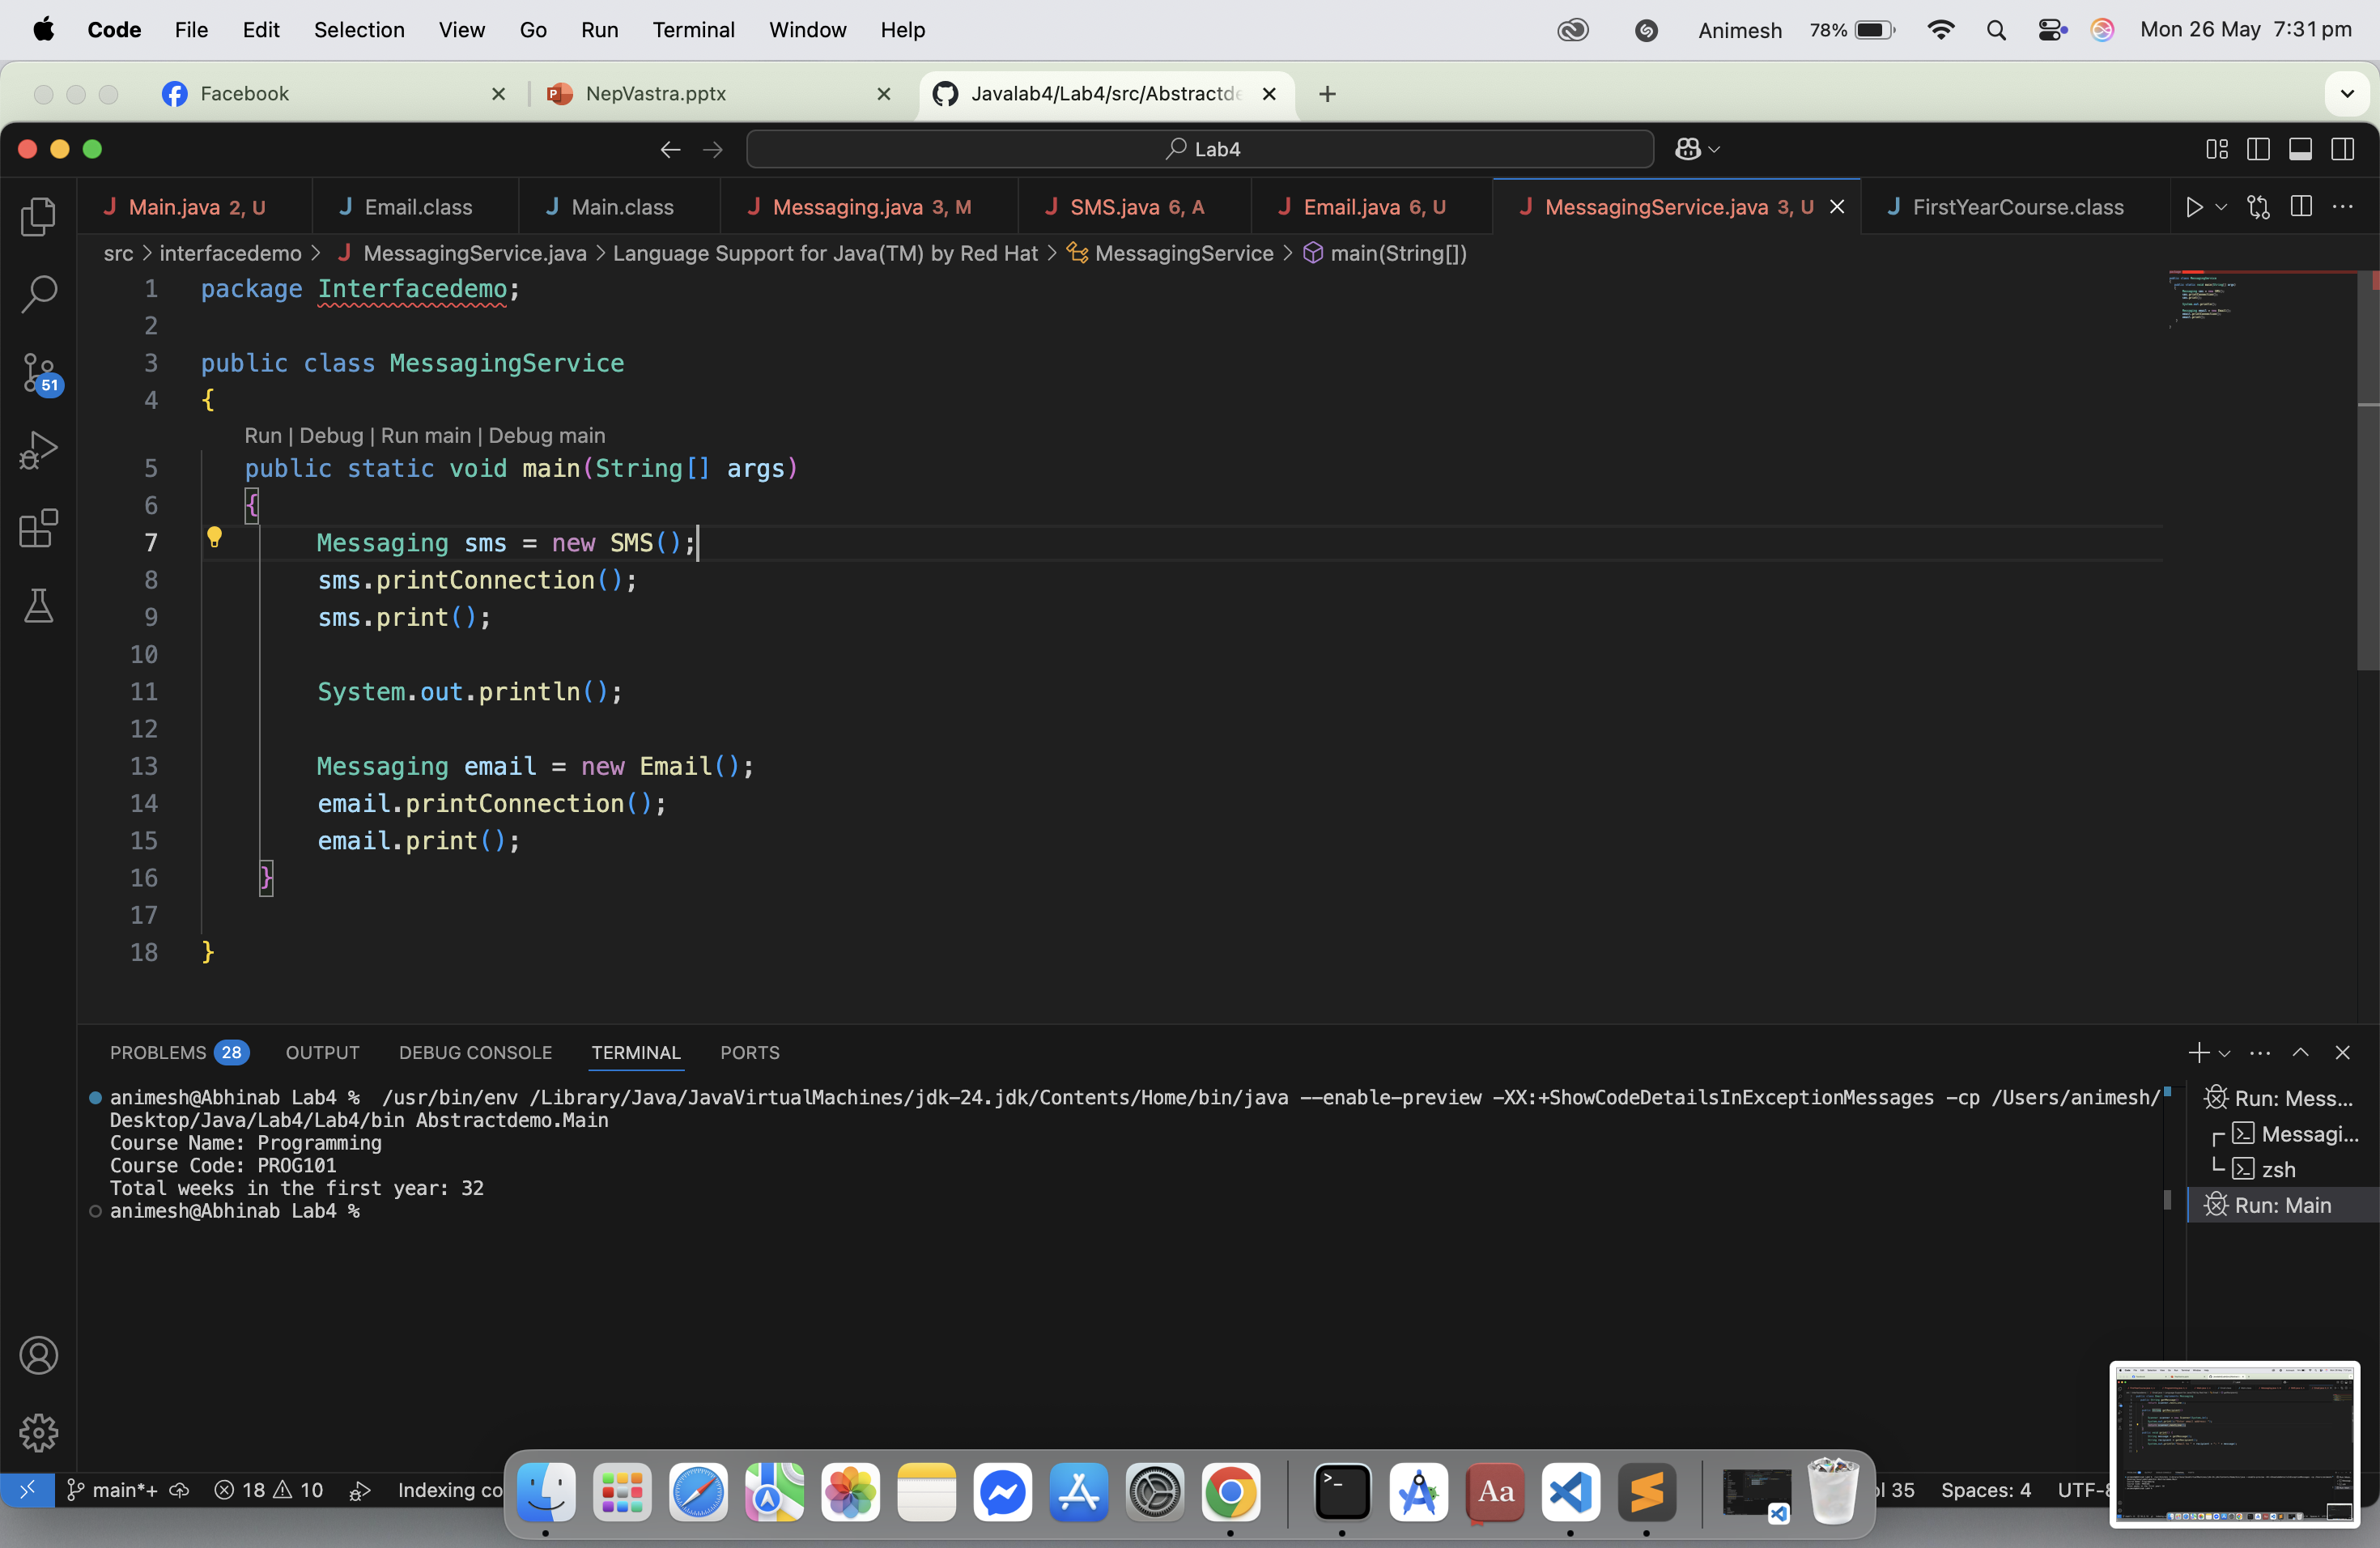 Code File Edit Selection View Go Run Terminal Window Help Animesh 78% Mon 26 May 7:31 pm
Facebook NepVastra.pptx Javalab4/Lab4/src/Abstractde
Lab4
Main.java 2, U Email.class Main.class Messaging.java 3, M SMS.java 6, A Email.java 6, U MessagingService.java 3, U FirstYearCourse.class
src > interfacedemo > MessagingService.java > Language Support for Java(TM) by Red Hat > MessagingService > main(String[])
1 package Interfacedemo;
2
3 public class MessagingService
4 {
Run | Debug | Run main | Debug main
5 public static void main(String[] args)
6 {
7 Messaging sms = new SMS();
8 sms.printConnection();
9 sms.print();
10
11 System.out.println();
12
13 Messaging email = new Email();
14 email.printConnection();
15 email.print();
16 }
17
18 }
51
PROBLEMS 28 OUTPUT DEBUG CONSOLE TERMINAL PORTS
animesh@Abhinab Lab4 % /usr/bin/env /Library/Java/JavaVirtualMachines/jdk-24.jdk/Contents/Home/bin/java --enable-preview -XX:+ShowCodeDetailsInExceptionMessages -cp /Users/animesh/
Desktop/Java/Lab4/Lab4/bin Abstractdemo.Main
Course Name: Programming
Course Code: PROG101
Total weeks in the first year: 32
animesh@Abhinab Lab4 %
Run: Mess...
Messagi...
zsh
Run: Main
main*+ 18 10 Indexing co
Aa
35 Spaces: 4 UTF-8